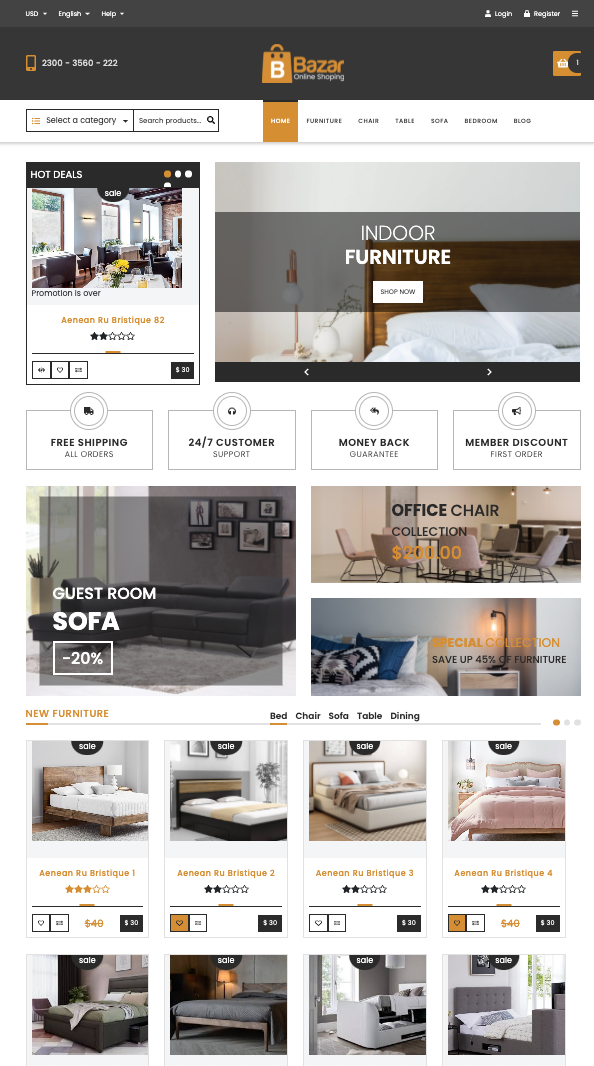 USD English Help Login Register
2300 - 3560 - 222
B Bazar
Online Shoping
1
Select a category Search products... HOME FURNITURE CHAIR TABLE SOFA BEDROOM BLOG
HOT DEALS
sale
Promotion is over
Aenean Ru Bristique 82
$ 30
INDOOR
FURNITURE
SHOP NOW
FREE SHIPPING
ALL ORDERS
24/7 CUSTOMER
SUPPORT
MONEY BACK
GUARANTEE
MEMBER DISCOUNT
FIRST ORDER
GUEST ROOM
SOFA
-20%
OFFICE CHAIR
COLLECTION
$200.00
SPECIAL COLLECTION
SAVE UP 45% OF FURNITURE
NEW FURNITURE Bed Chair Sofa Table Dining
sale sale sale sale
Aenean Ru Bristique 1 Aenean Ru Bristique 2 Aenean Ru Bristique 3 Aenean Ru Bristique 4
$40 $ 30 $ 30 $ 30 $40 $ 30
sale sale sale sale